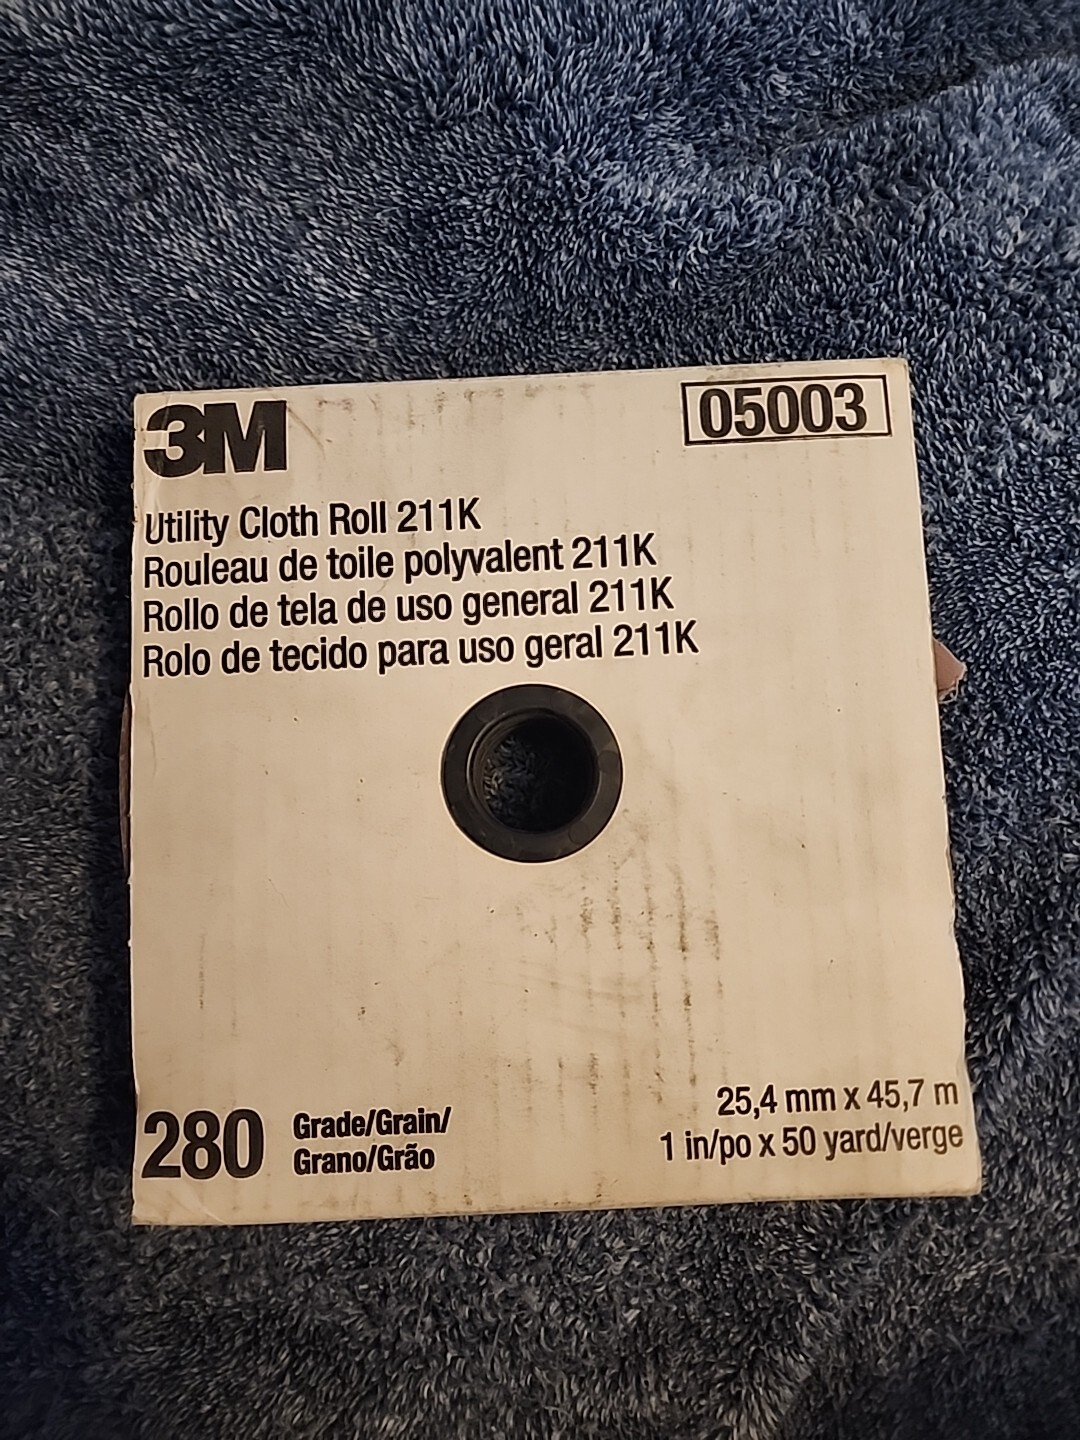 3M
05003
Utility Cloth Roll 211K
Rouleau de toile polyvalent 211K
Rollo de tela de uso general 211K
Rolo de tecido para uso geral 211K
280
Grade/Grain/
Grano/Grão
25,4 mm x 45,7 m
1 in/po x 50 yard/verge